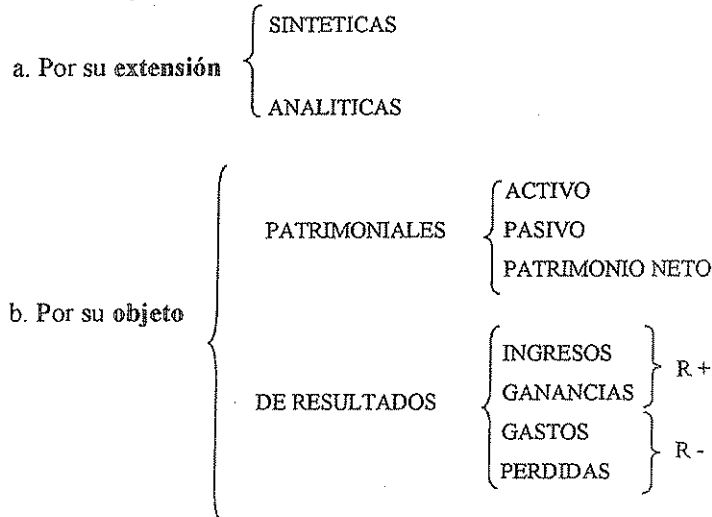 a. Por su extensión
SINTETICAS
ANALITICAS
b. Por su objeto
PATRIMONIALES
ACTIVO
PASIVO
PATRIMONIO NETO
DE RESULTADOS
INGRESOS
GANANCIAS
R +
GASTOS
PERDIDAS
R -